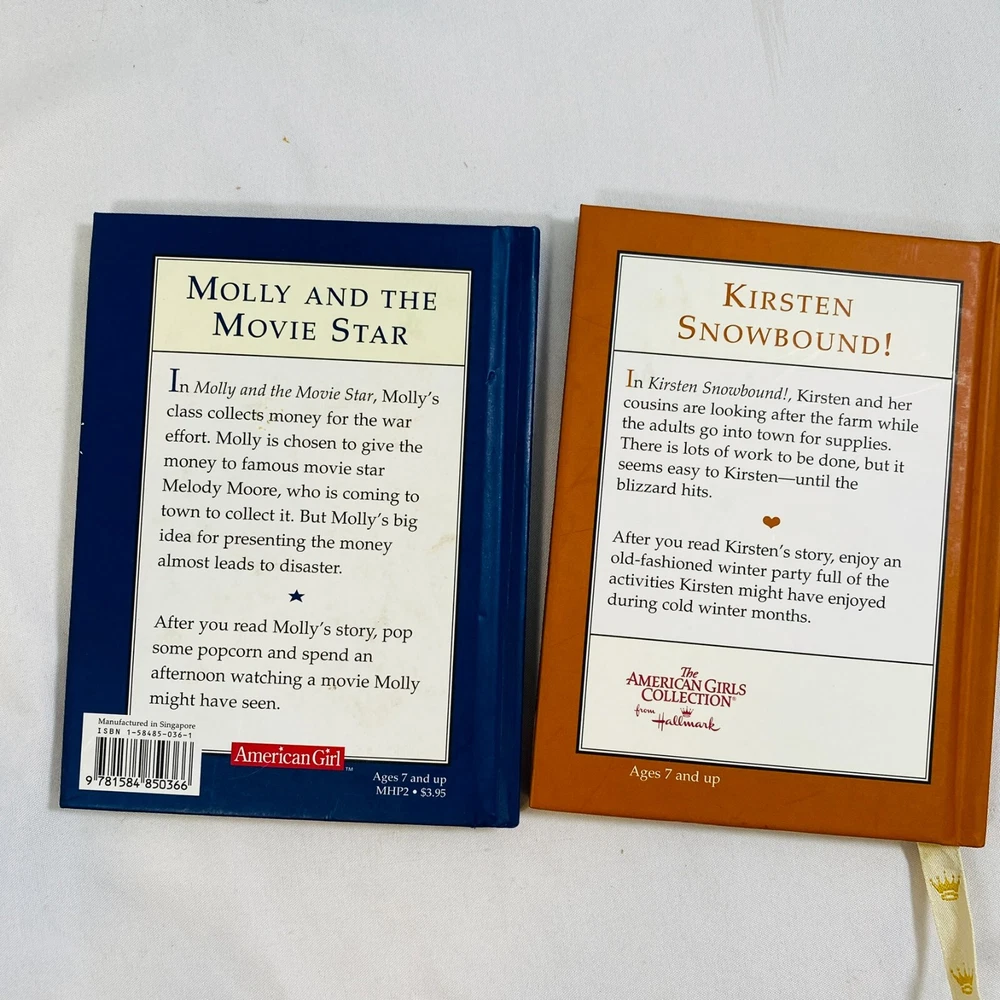 MOLLY AND THE
MOVIE STAR
In Molly and the Movie Star, Molly's
class collects money for the war
effort. Molly is chosen to give the
money to famous movie star
Melody Moore, who is coming to
town to collect it. But Molly's big
idea for presenting the money
almost leads to disaster.
After you read Molly's story, pop
some popcorn and spend an
afternoon watching a movie Molly
might have seen.
Manufactured in Singapore
ISBN 1-58485-036-1
9 781584 850366
American Girl™
Ages 7 and up
MHP2 • $3.95
KIRSTEN
SNOWBOUND!
In Kirsten Snowbound!, Kirsten and her
cousins are looking after the farm while
the adults go into town for supplies.
There is lots of work to be done, but it
seems easy to Kirsten—until the
blizzard hits.
After you read Kirsten's story, enjoy an
old-fashioned winter party full of the
activities Kirsten might have enjoyed
during cold winter months.
The
AMERICAN GIRLS
COLLECTION®
from Hallmark
Ages 7 and up